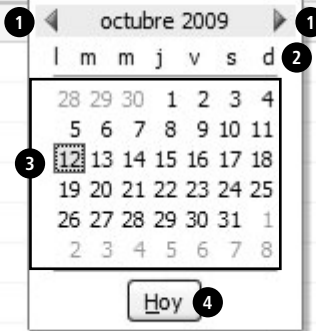 1 octubre 2009 1
l m m j v s d 2
28 29 30 1 2 3 4
5 6 7 8 9 10 11
3 12 13 14 15 16 17 18
19 20 21 22 23 24 25
26 27 28 29 30 31 1
2 3 4 5 6 7 8
Hoy 4